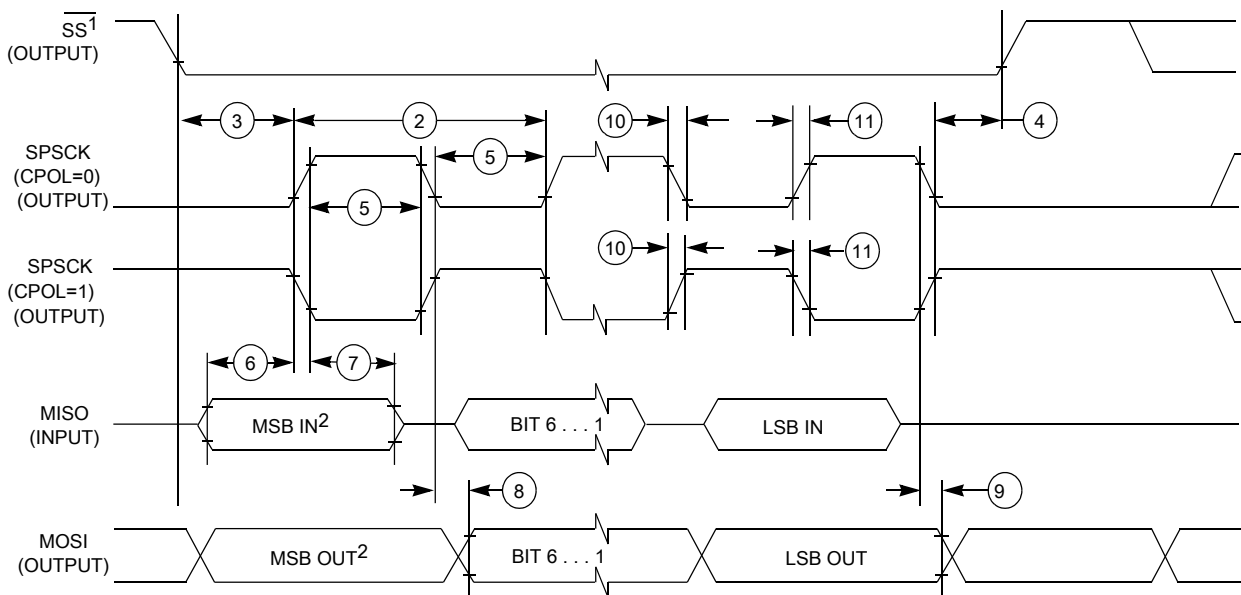 SS1
(OUTPUT)
3
2
10
11
4
SPSCK
(CPOL=0)
(OUTPUT)
5
5
10
11
SPSCK
(CPOL=1)
(OUTPUT)
6
7
MISO
(INPUT)
MSB IN2
BIT 6 . . . 1
LSB IN
8
9
MOSI
(OUTPUT)
MSB OUT2
BIT 6 . . . 1
LSB OUT